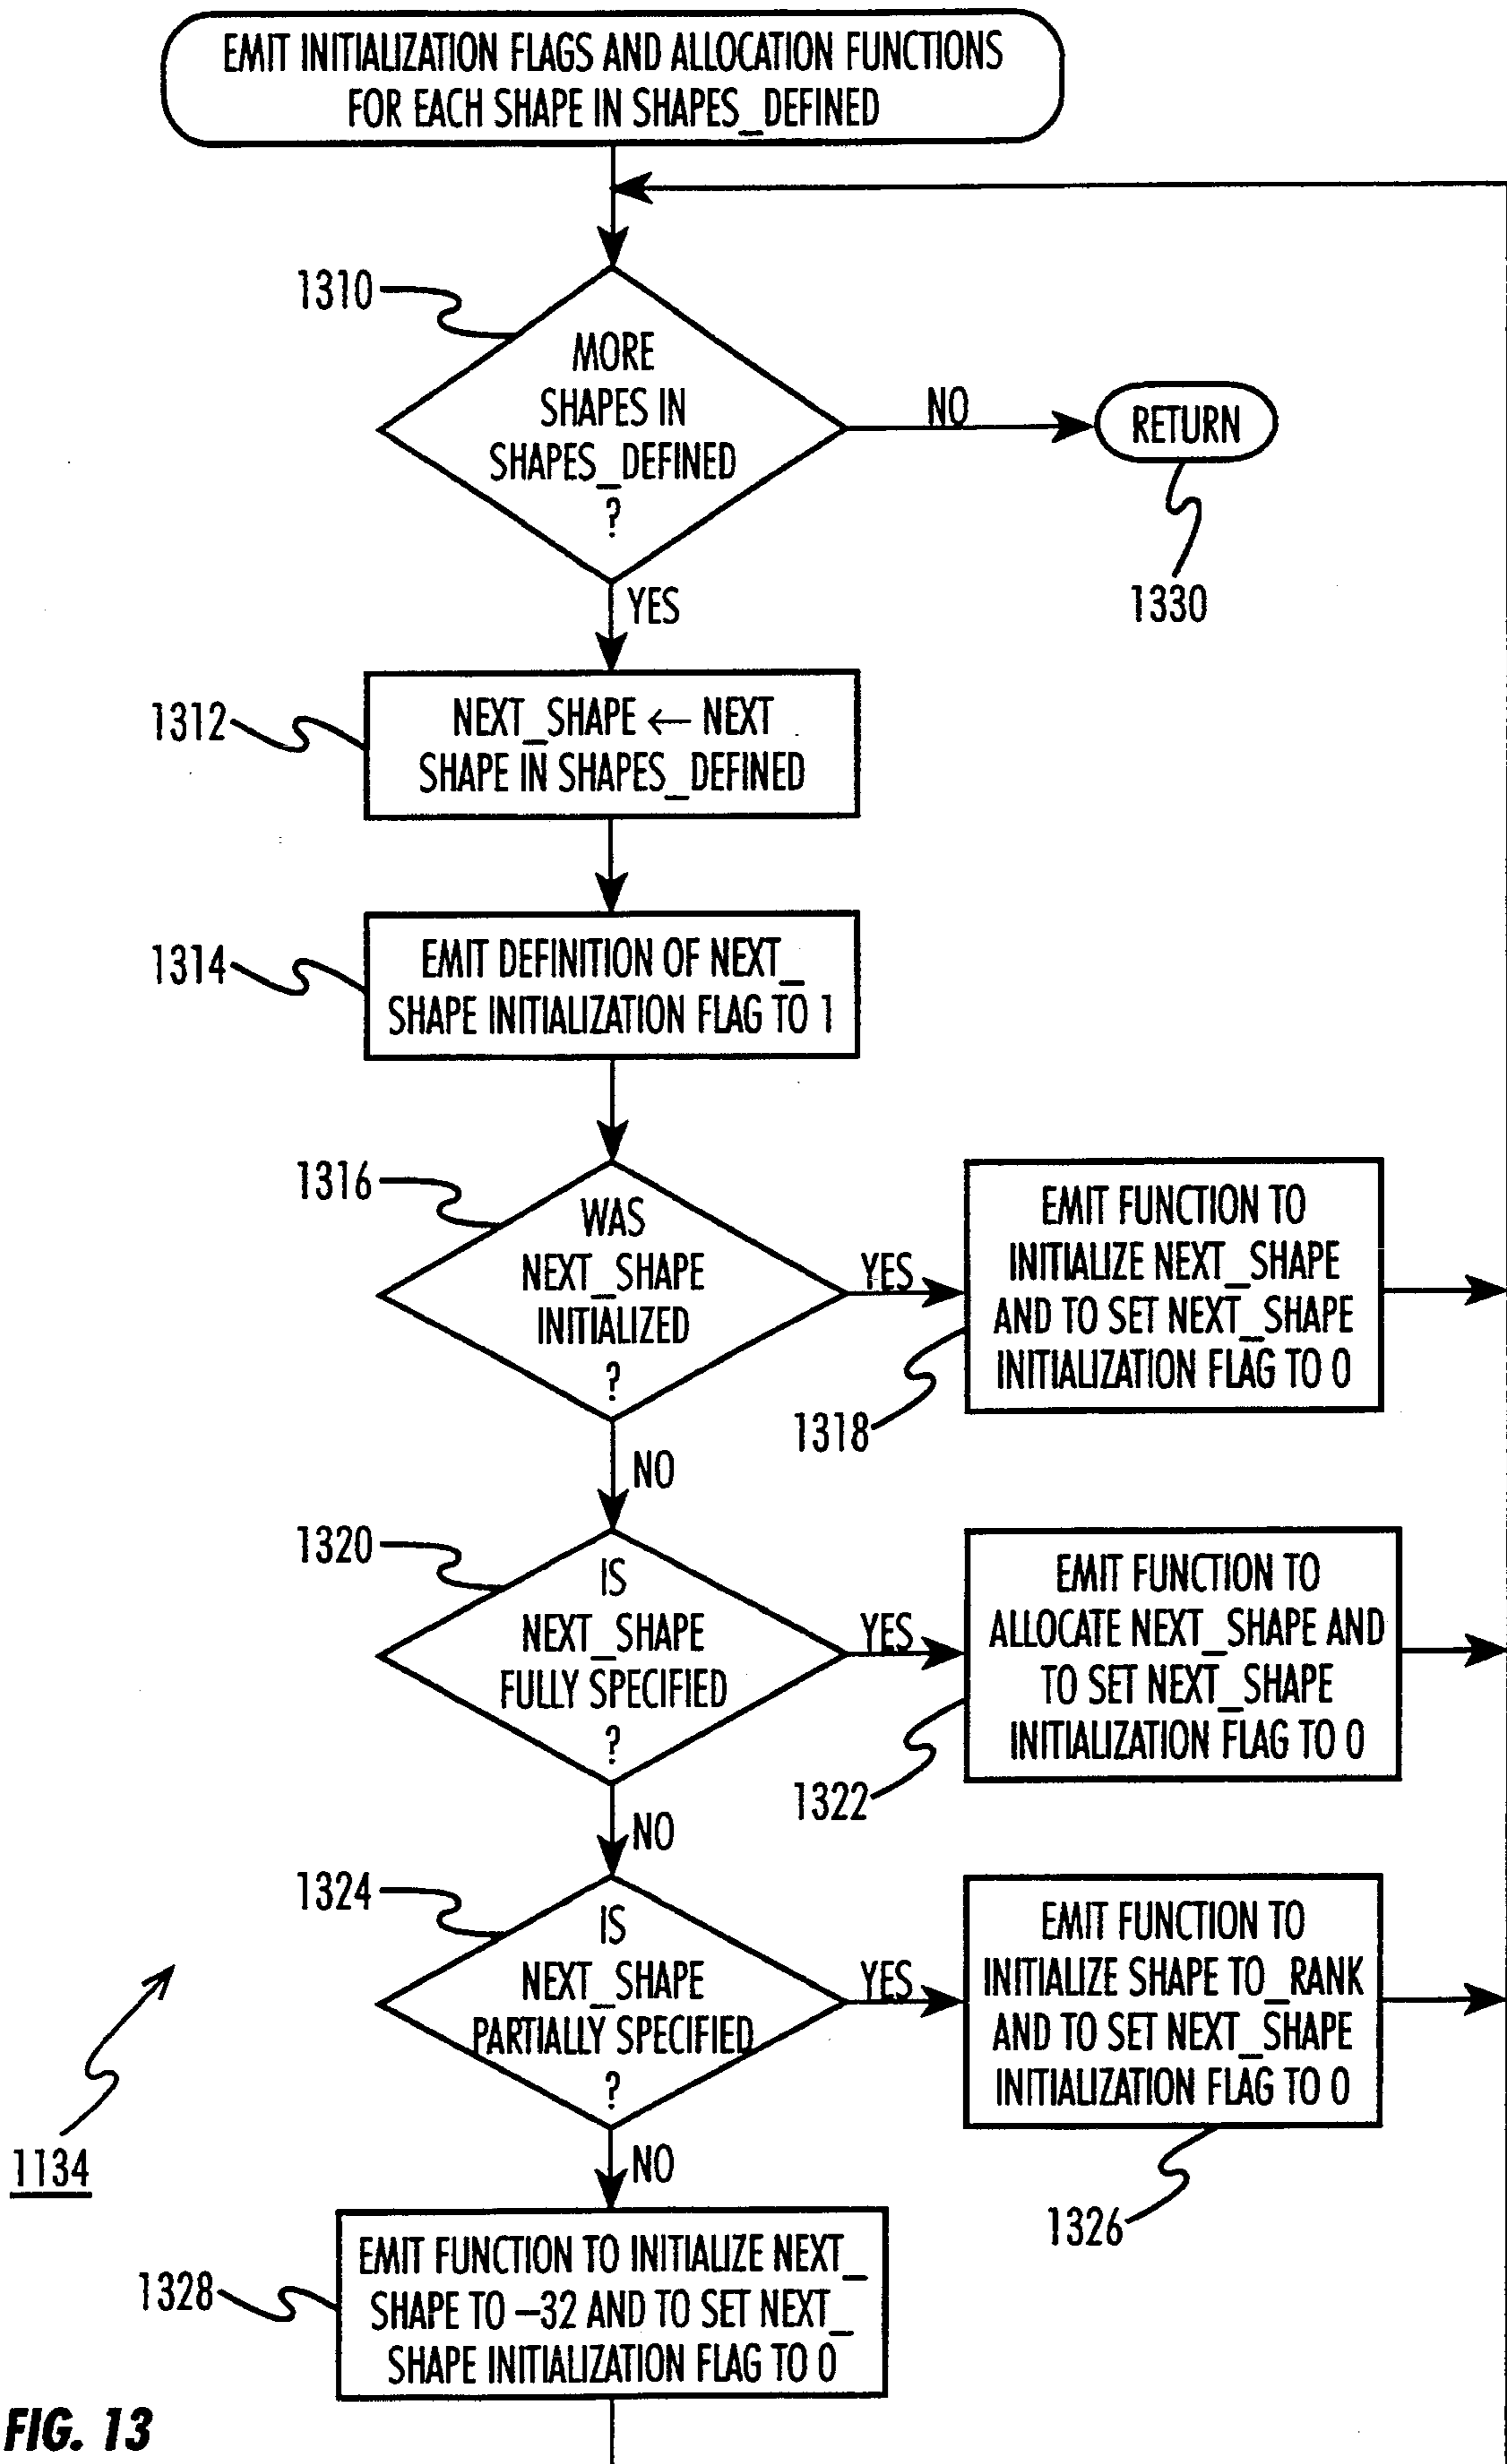 EMIT INITIALIZATION FLAGS AND ALLOCATION FUNCTIONS
FOR EACH SHAPE IN SHAPES_DEFINED
1310
MORE
SHAPES IN
SHAPES_DEFINED
?
NO
RETURN
1330
YES
1312
NEXT_SHAPE ← NEXT
SHAPE IN SHAPES_DEFINED
1314
EMIT DEFINITION OF NEXT_
SHAPE INITIALIZATION FLAG TO 1
1316
WAS
NEXT_SHAPE
INITIALIZED
?
YES
EMIT FUNCTION TO
INITIALIZE NEXT_SHAPE
AND TO SET NEXT_SHAPE
INITIALIZATION FLAG TO 0
1318
NO
1320
IS
NEXT_SHAPE
FULLY SPECIFIED
?
YES
EMIT FUNCTION TO
ALLOCATE NEXT_SHAPE AND
TO SET NEXT_SHAPE
INITIALIZATION FLAG TO 0
1322
NO
1324
IS
NEXT_SHAPE
PARTIALLY SPECIFIED
?
YES
EMIT FUNCTION TO
INITIALIZE SHAPE TO_RANK
AND TO SET NEXT_SHAPE
INITIALIZATION FLAG TO 0
1326
NO
1134
1328
EMIT FUNCTION TO INITIALIZE NEXT_
SHAPE TO –32 AND TO SET NEXT_
SHAPE INITIALIZATION FLAG TO 0
FIG. 13